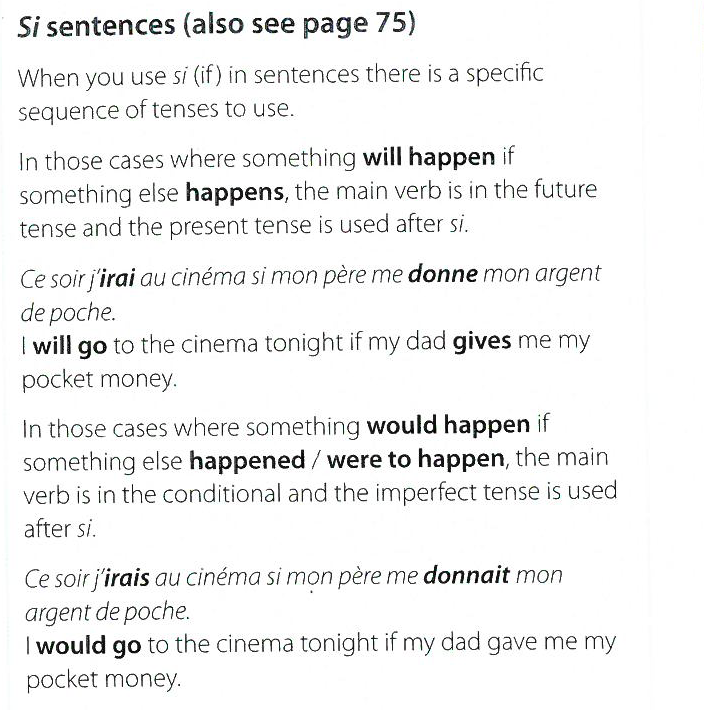 Si sentences (also see page 75)
When you use si (if) in sentences there is a specific
sequence of tenses to use.
In those cases where something will happen if
something else happens, the main verb is in the future
tense and the present tense is used after si.
Ce soir j'irai au cinéma si mon père me donne mon argent
de poche.
I will go to the cinema tonight if my dad gives me my
pocket money.
In those cases where something would happen if
something else happened / were to happen, the main
verb is in the conditional and the imperfect tense is used
after si.
Ce soir j'irais au cinéma si mon père me donnait mon
argent de poche.
I would go to the cinema tonight if my dad gave me my
pocket money.